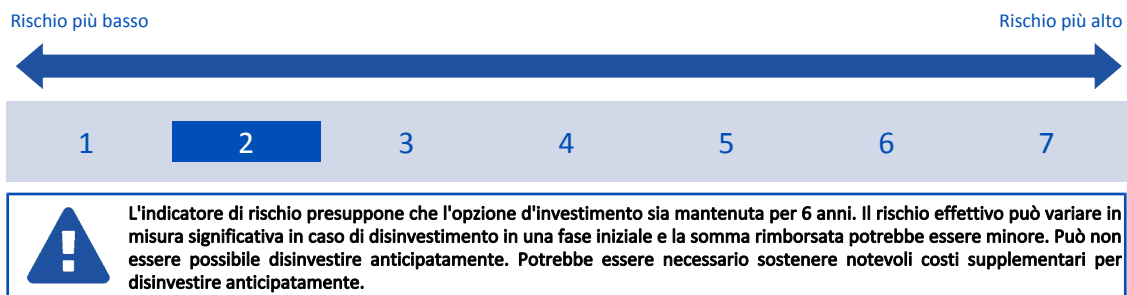 Rischio più basso Rischio più alto
1 2 3 4 5 6 7
L'indicatore di rischio presuppone che l'opzione d'investimento sia mantenuta per 6 anni. Il rischio effettivo può variare in
misura significativa in caso di disinvestimento in una fase iniziale e la somma rimborsata potrebbe essere minore. Può non
essere possibile disinvestire anticipatamente. Potrebbe essere necessario sostenere notevoli costi supplementari per
disinvestire anticipatamente.